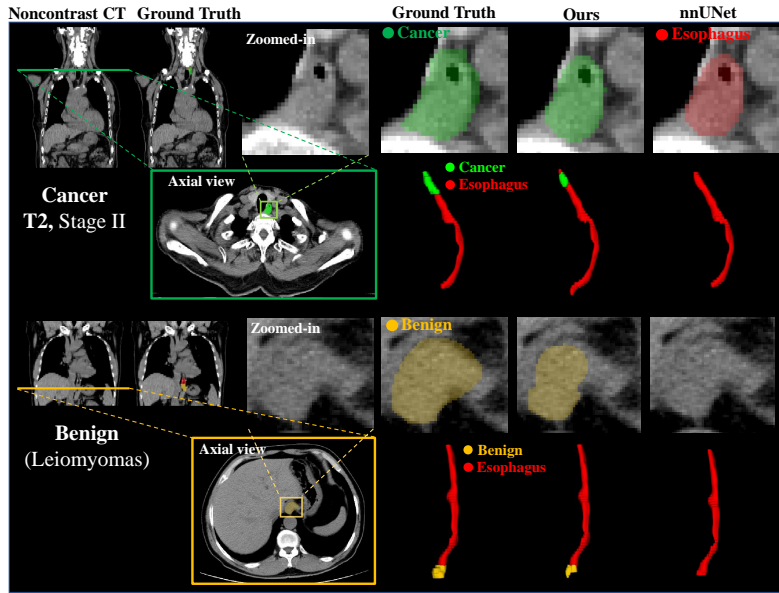 Noncontrast CT Ground Truth Ground Truth Ours nnUNet
Zoomed-in
Cancer
Esophagus
Cancer
T2, Stage II
Axial view
Cancer
Esophagus
Zoomed-in
Benign
Benign
(Leiomyomas)
Axial view
Benign
Esophagus